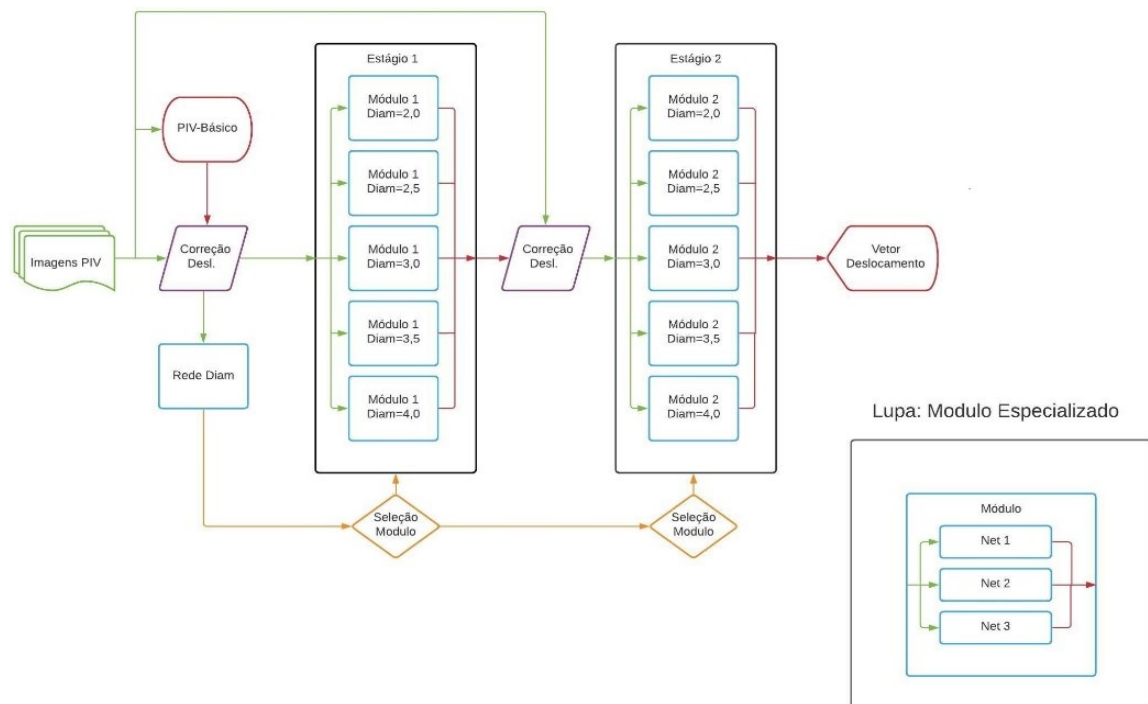 Estágio 1
Estágio 2
Módulo 1
Diam=2,0
Módulo 2
Diam=2,0
PIV-Básico
Módulo 1
Diam=2,5
Módulo 2
Diam=2,5
Imagens PIV
Correção
Desl.
Módulo 1
Diam=3,0
Correção
Desl.
Módulo 2
Diam=3,0
Vetor
Deslocamento
Módulo 1
Diam=3,5
Módulo 2
Diam=3,5
Rede Diam
Módulo 1
Diam=4,0
Módulo 2
Diam=4,0
Seleção
Modulo
Seleção
Modulo
Lupa: Modulo Especializado
Módulo
Net 1
Net 2
Net 3